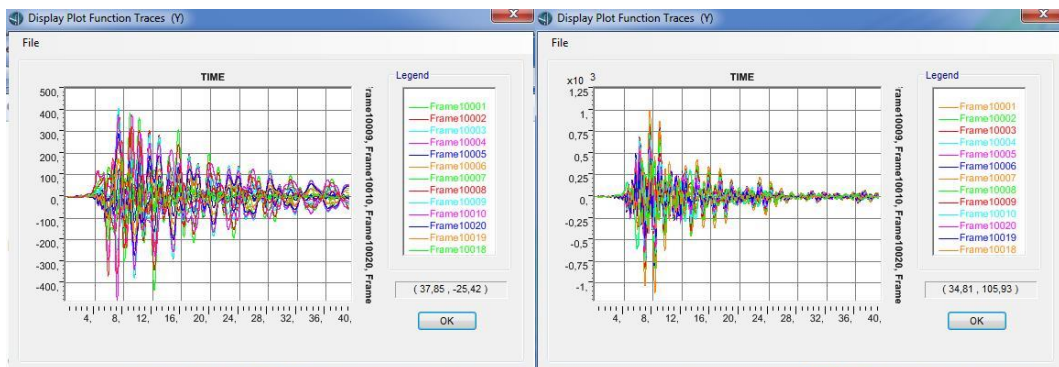 Display Plot Function Traces (Y)
File
TIME
500,
400,
300,
200,
100,
0,
-100,
-200,
-300,
-400,
4, 8, 12, 16, 20, 24, 28, 32, 36, 40,
rame10009, Frame10010, Frame10020, Frame
Legend
Frame10001
Frame10002
Frame10003
Frame10004
Frame10005
Frame10006
Frame10007
Frame10008
Frame10009
Frame10010
Frame10020
Frame10019
Frame10018
( 37,85 , -25,42 )
OK
Display Plot Function Traces (Y)
File
x10 3
TIME
1,25
1,
0,75
0,5
0,25
0,
-0,25
-0,5
-0,75
-1,
4, 8, 12, 16, 20, 24, 28, 32, 36, 40,
rame10009, Frame10010, Frame10020, Frame
Legend
Frame10001
Frame10002
Frame10003
Frame10004
Frame10005
Frame10006
Frame10007
Frame10008
Frame10009
Frame10010
Frame10020
Frame10019
Frame10018
( 34,81 , 105,93 )
OK